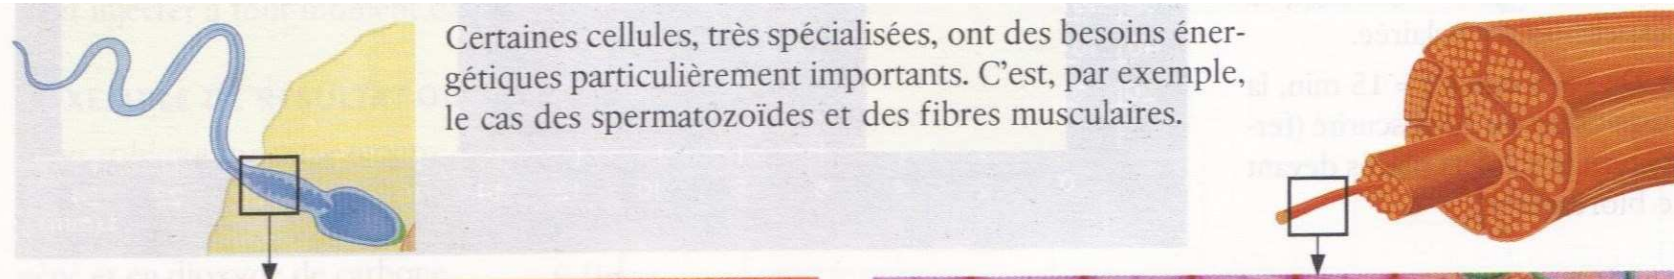 Certaines cellules, très spécialisées, ont des besoins éner-
gétiques particulièrement importants. C'est, par exemple,
le cas des spermatozoïdes et des fibres musculaires.